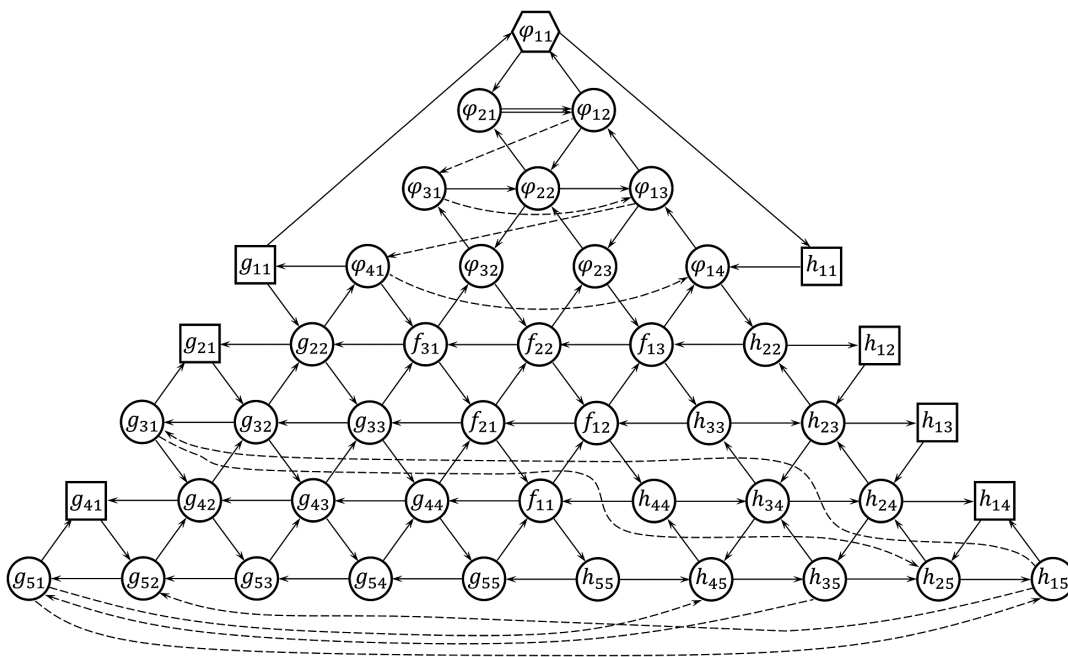 φ₁₁
φ₂₁ φ₁₂
φ₃₁ φ₂₂ φ₁₃
g₁₁ φ₄₁ φ₃₂ φ₂₃ φ₁₄ h₁₁
g₂₁ g₂₂ f₃₁ f₂₂ f₁₃ h₂₂ h₁₂
g₃₁ g₃₂ g₃₃ f₂₁ f₁₂ h₃₃ h₂₃ h₁₃
g₄₁ g₄₂ g₄₃ g₄₄ f₁₁ h₄₄ h₃₄ h₂₄ h₁₄
g₅₁ g₅₂ g₅₃ g₅₄ g₅₅ h₅₅ h₄₅ h₃₅ h₂₅ h₁₅